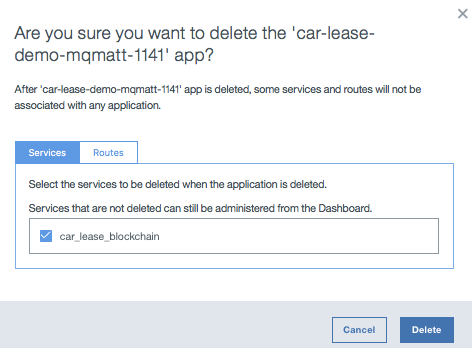 Are you sure you want to delete the 'car-lease-
demo-mqmatt-1141' app?
After 'car-lease-demo-mqmatt-1141' app is deleted, some services and routes will not be
associated with any application.
Services Routes
Select the services to be deleted when the application is deleted.
Services that are not deleted can still be administered from the Dashboard.
car_lease_blockchain
Cancel Delete